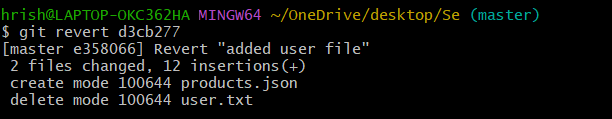 hrish@LAPTOP-OKC362HA MINGW64 ~/OneDrive/desktop/Se (master)
$ git revert d3cb277
[master e358066] Revert "added user file"
 2 files changed, 12 insertions(+)
 create mode 100644 products.json
 delete mode 100644 user.txt